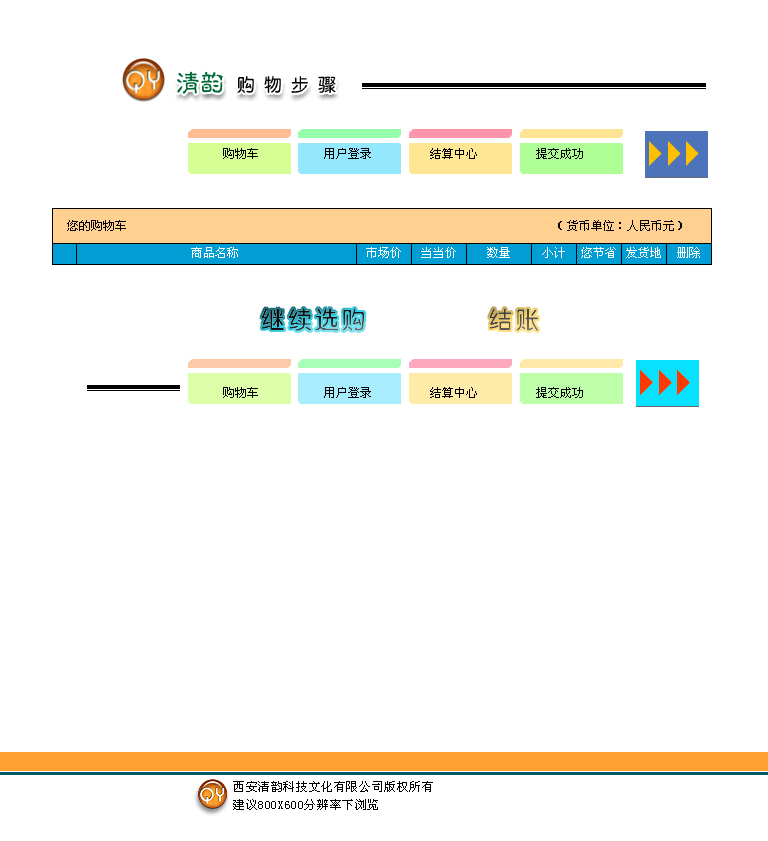 QY 清韵 购物步骤
购物车 用户登录 结算中心 提交成功
您的购物车 （货币单位：人民币元）
商品名称 市场价 当当价 数量 小计 您节省 发货地 删除
继续选购 结账
购物车 用户登录 结算中心 提交成功
QY 西安清韵科技文化有限公司版权所有
建议800X600分辨率下浏览